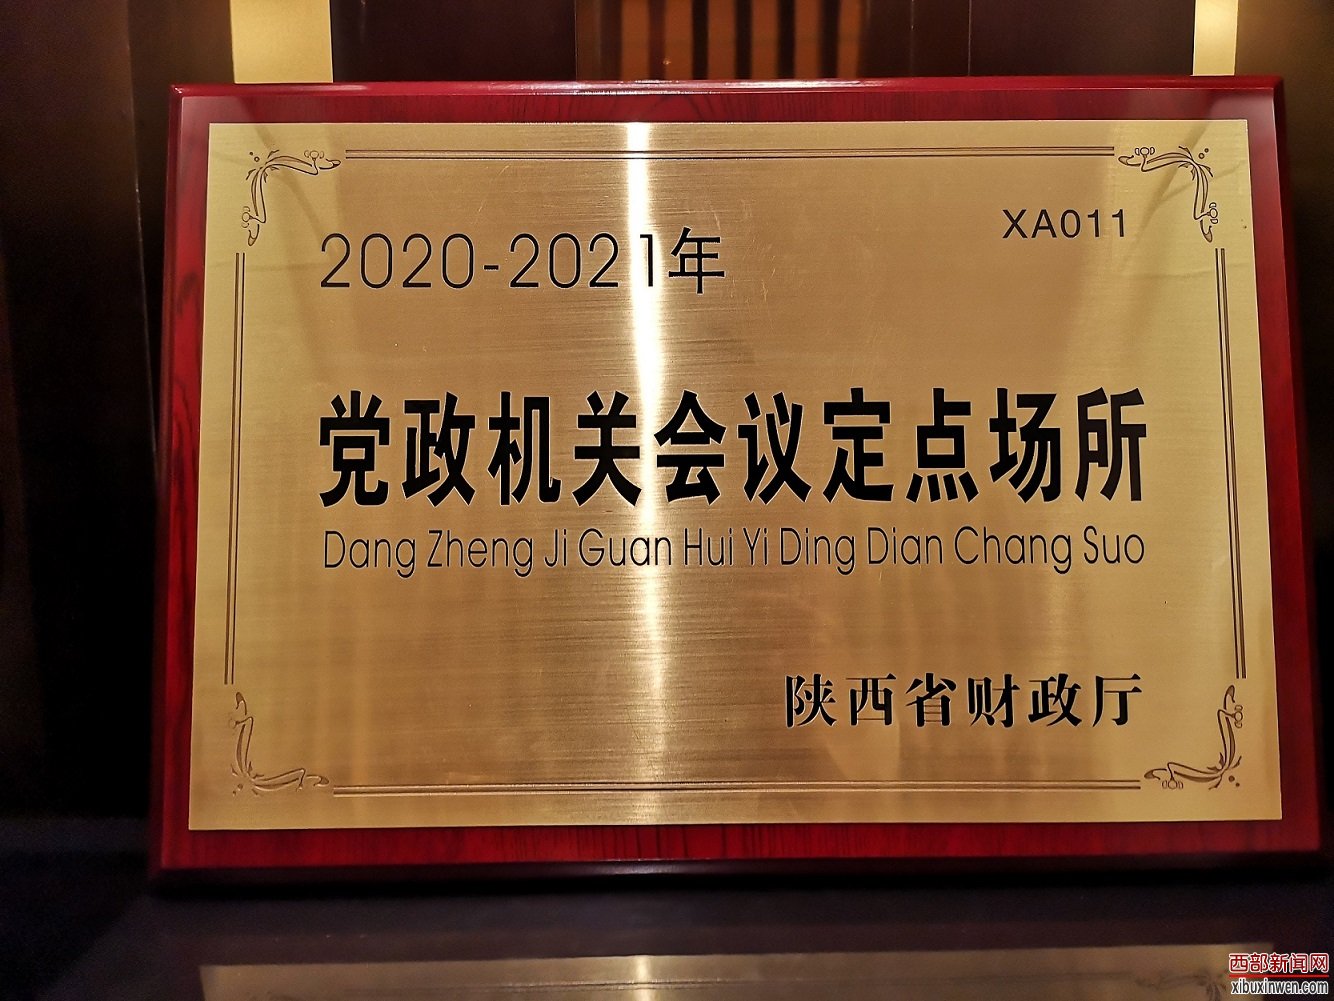 XA011
2020-2021年
党政机关会议定点场所
Dang Zheng Ji Guan Hui Yi Ding Dian Chang Suo
陕西省财政厅
西部新闻网
xibuxinwen.com